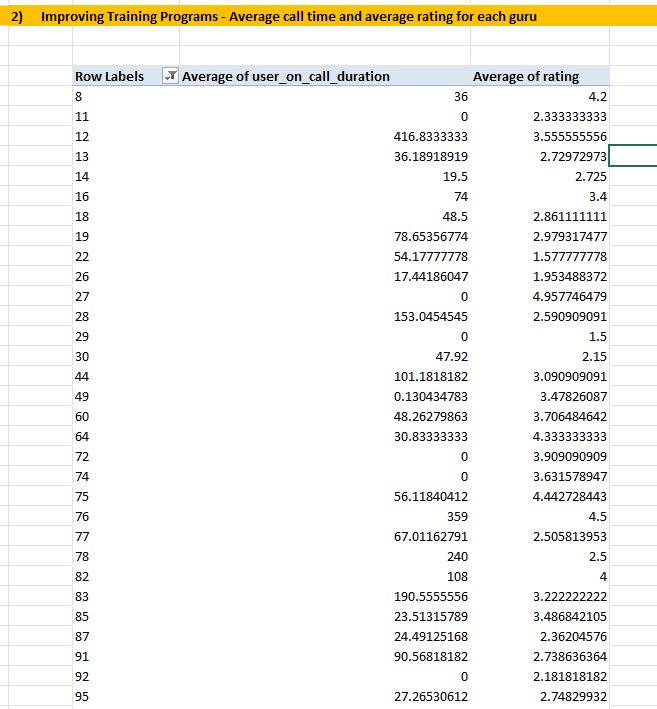 2) Improving Training Programs - Average call time and average rating for each guru
Row Labels Average of user_on_call_duration Average of rating
8 36 4.2
11 0 2.333333333
12 416.8333333 3.555555556
13 36.18918919 2.72972973
14 19.5 2.725
16 74 3.4
18 48.5 2.861111111
19 78.65356774 2.979317477
22 54.17777778 1.577777778
26 17.44186047 1.953488372
27 0 4.957746479
28 153.0454545 2.590909091
29 0 1.5
30 47.92 2.15
44 101.1818182 3.090909091
49 0.130434783 3.47826087
60 48.26279863 3.706484642
64 30.83333333 4.333333333
72 0 3.909090909
74 0 3.631578947
75 56.11840412 4.442728443
76 359 4.5
77 67.01162791 2.505813953
78 240 2.5
82 108 4
83 190.5555556 3.222222222
85 23.51315789 3.486842105
87 24.49125168 2.36204576
91 90.56818182 2.738636364
92 0 2.181818182
95 27.26530612 2.74829932